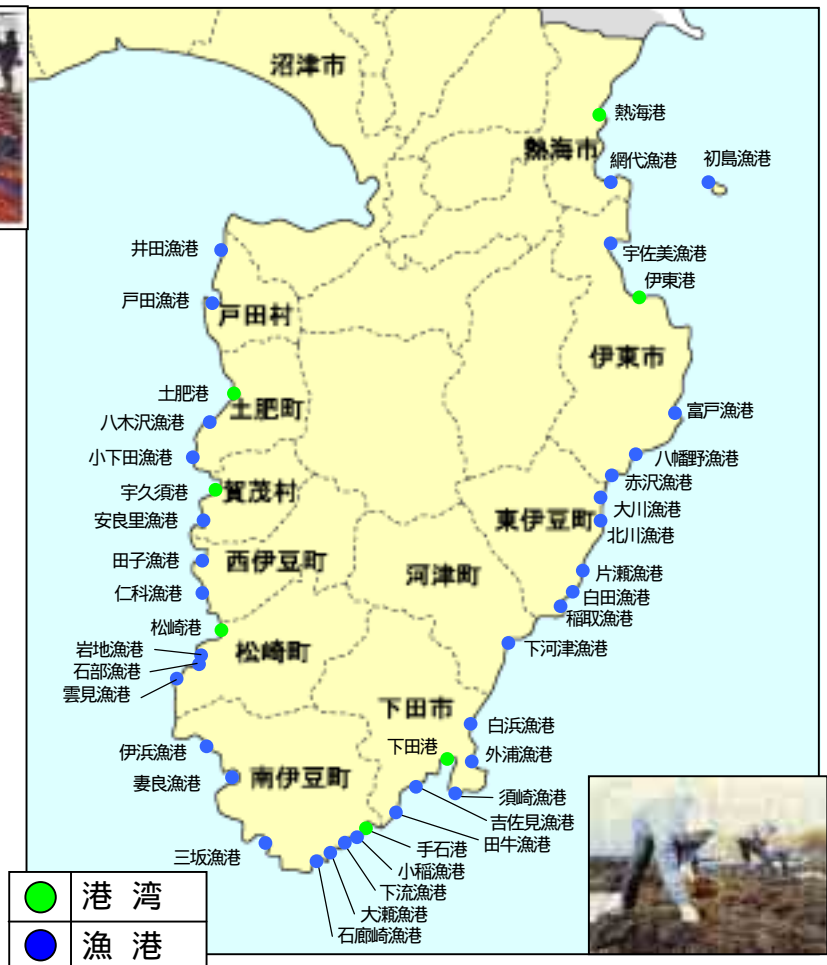 沼津市
熱海港
熱海市
網代漁港
初島漁港
宇佐美漁港
伊東港
井田漁港
戸田漁港
戸田村
伊東市
土肥港
土肥町
八木沢漁港
富戸漁港
小下田漁港
八幡野漁港
赤沢漁港
宇久須港
賀茂村
大川漁港
安良里漁港
東伊豆町
北川漁港
田子漁港
西伊豆町
河津町
片瀬漁港
仁科漁港
白田漁港
稲取漁港
松崎港
下河津漁港
岩地漁港
松崎町
石部漁港
雲見漁港
下田市
白浜漁港
伊浜漁港
下田港
外浦漁港
妻良漁港
南伊豆町
須崎漁港
吉佐見漁港
田牛漁港
三坂漁港
手石港
小稲漁港
下流漁港
大瀬漁港
石廊崎漁港
港 湾
漁 港